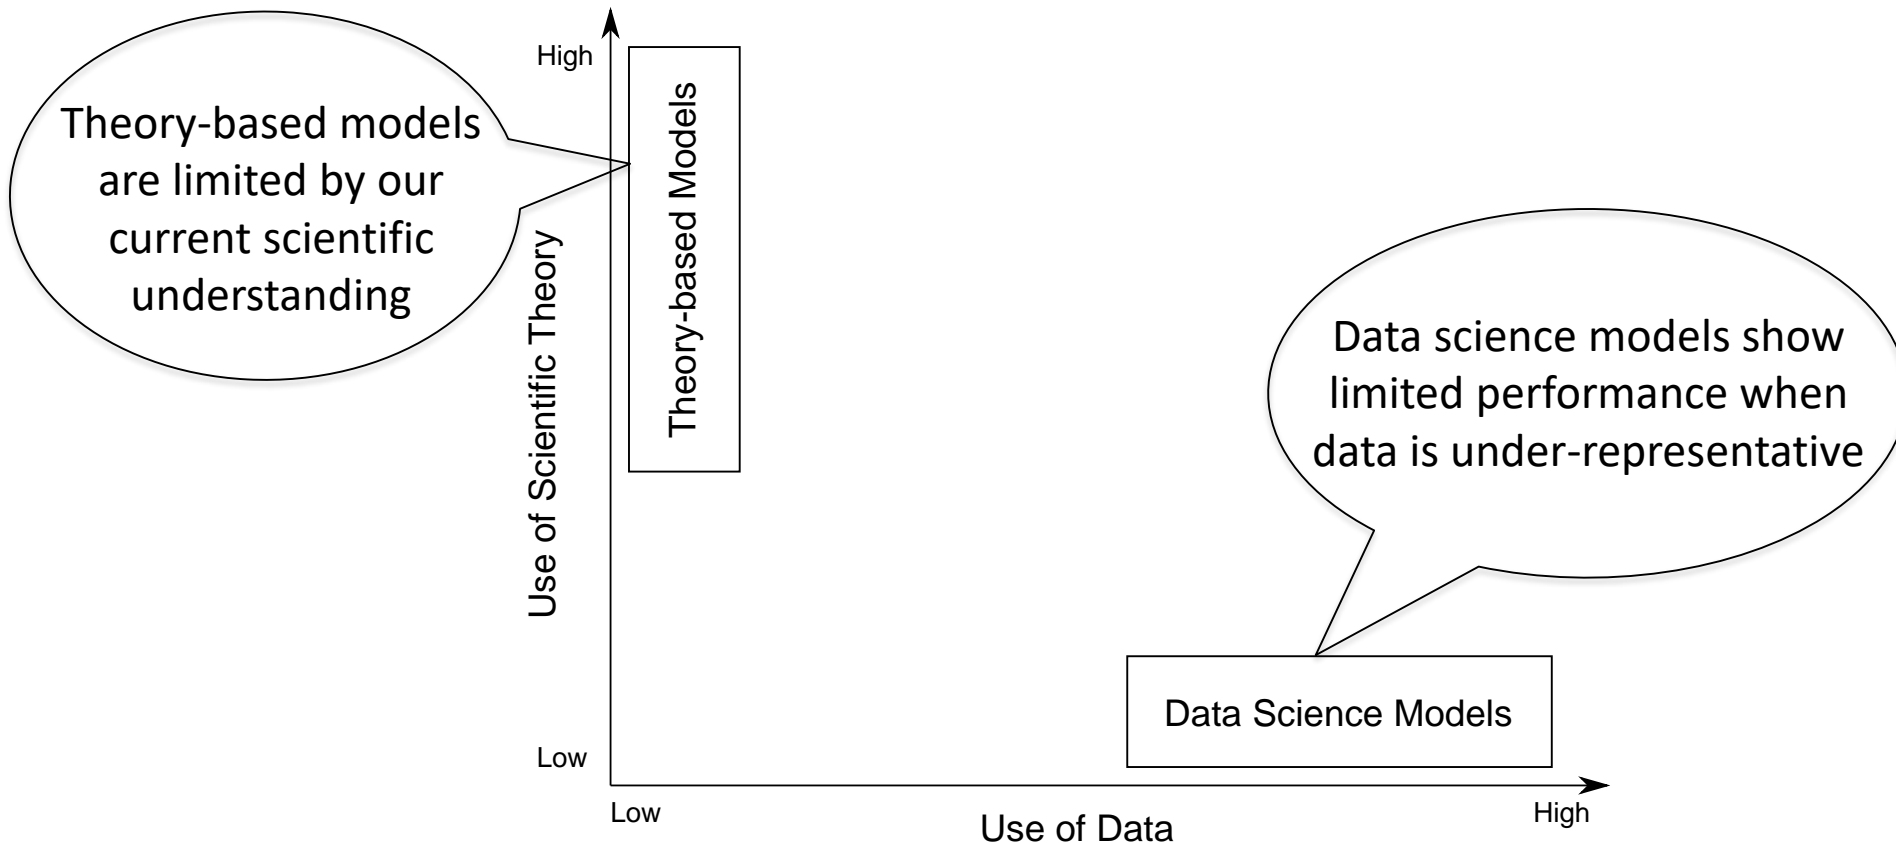 High
Theory-based models
are limited by our
current scientific
understanding
Use of Scientific Theory
Theory-based Models
Data science models show
limited performance when
data is under-representative
Data Science Models
Low
Low
High
Use of Data